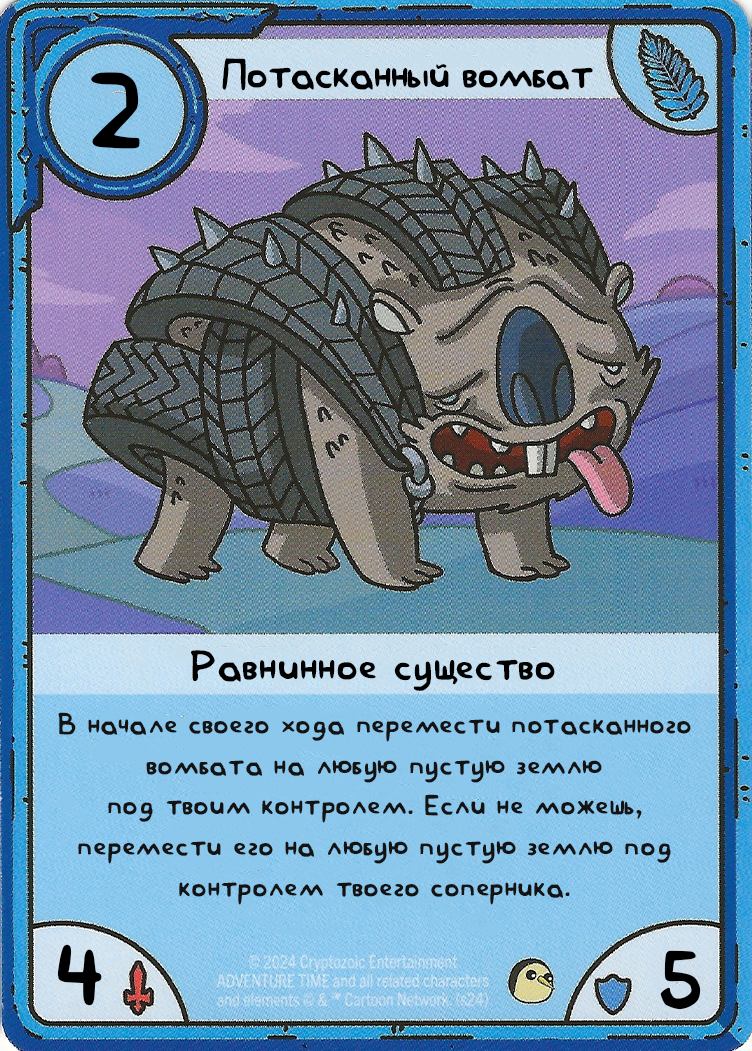 2
Потасканный вомбат
Равнинное существо
В начале своего хода перемести потасканного
вомбата на любую пустую землю
под твоим контролем. Если не можешь,
перемести его на любую пустую землю под
контролем твоего соперника.
4
© 2024 Cryptozoic Entertainment.
ADVENTURE TIME and all related characters
and elements © & ™ Cartoon Network. (s24)
5